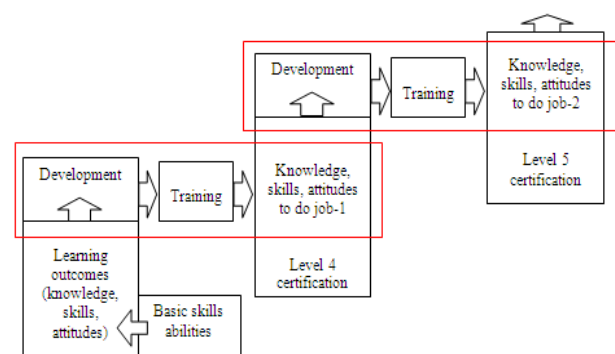 Development
Training
Knowledge,
skills, attitudes
to do job-2
Level 5
certification
Development
Training
Knowledge,
skills, attitudes
to do job-1
Level 4
certification
Learning
outcomes
(knowledge,
skills,
attitudes)
Basic skills
abilities